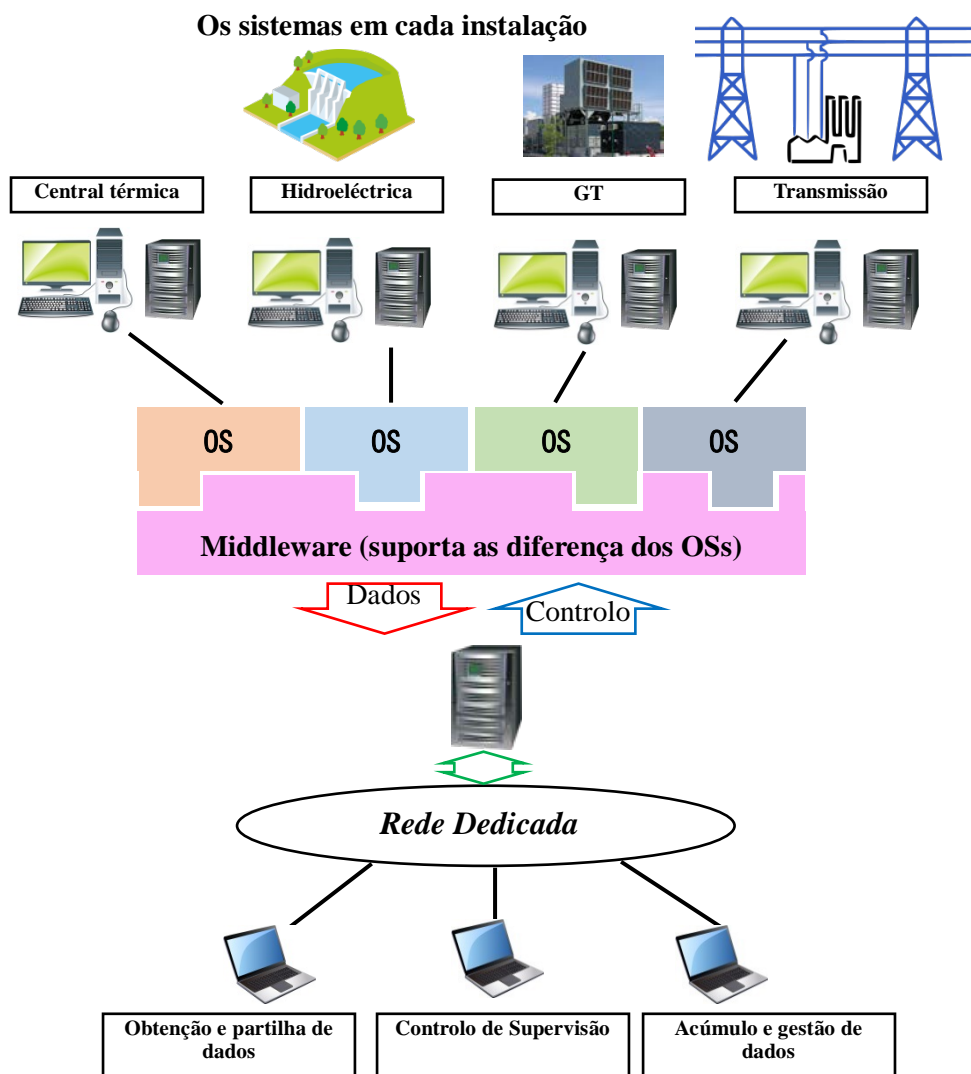 Os sistemas em cada instalação
Central térmica
Hidroeléctrica
GT
Transmissão
OS
OS
OS
OS
Middleware (suporta as diferença dos OSs)
Dados
Controlo
Rede Dedicada
Obtenção e partilha de
dados
Controlo de Supervisão
Acúmulo e gestão de
dados